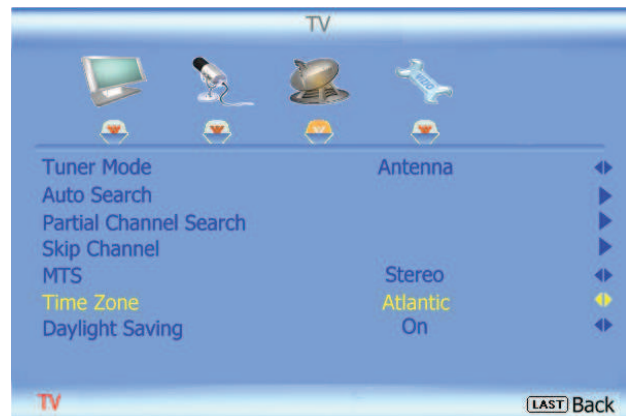 TV
Tuner Mode Antenna
Auto Search
Partial Channel Search
Skip Channel
MTS Stereo
Time Zone Atlantic
Daylight Saving On
TV LAST Back